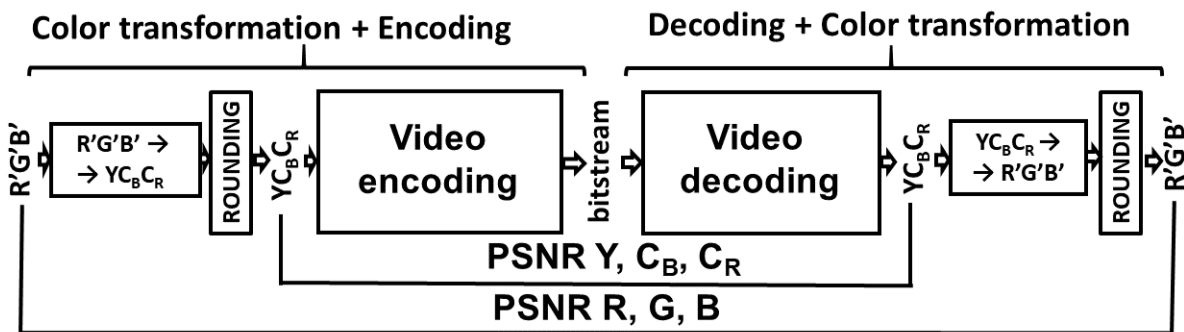 Color transformation + Encoding
Decoding + Color transformation
R'G'B'
R'G'B' →
→ YCBCR
ROUNDING
YCBCR
Video
encoding
bitstream
Video
decoding
YCBCR
YCBCR →
→ R'G'B'
ROUNDING
R'G'B'
PSNR Y, CB, CR
PSNR R, G, B